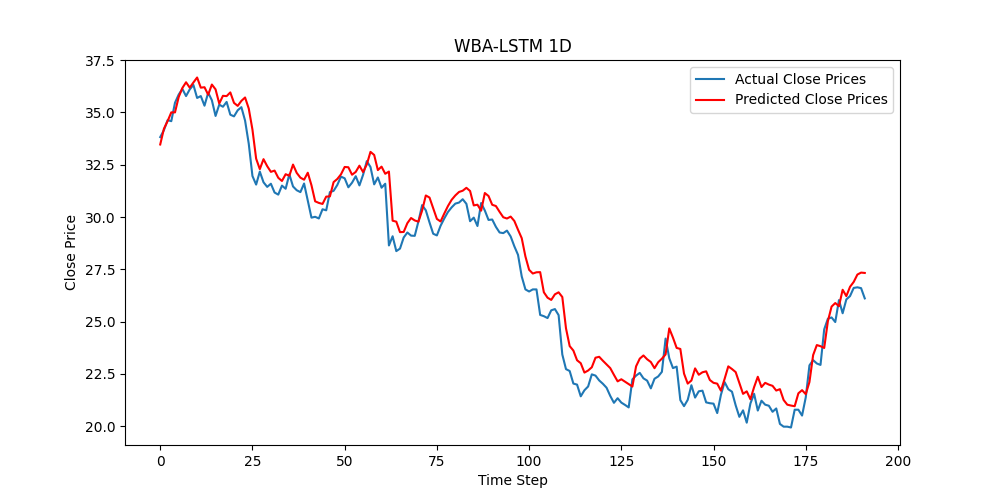 WBA-LSTM 1D
Actual Close Prices
Predicted Close Prices
Close Price
37.5
35.0
32.5
30.0
27.5
25.0
22.5
20.0
0 25 50 75 100 125 150 175 200
Time Step